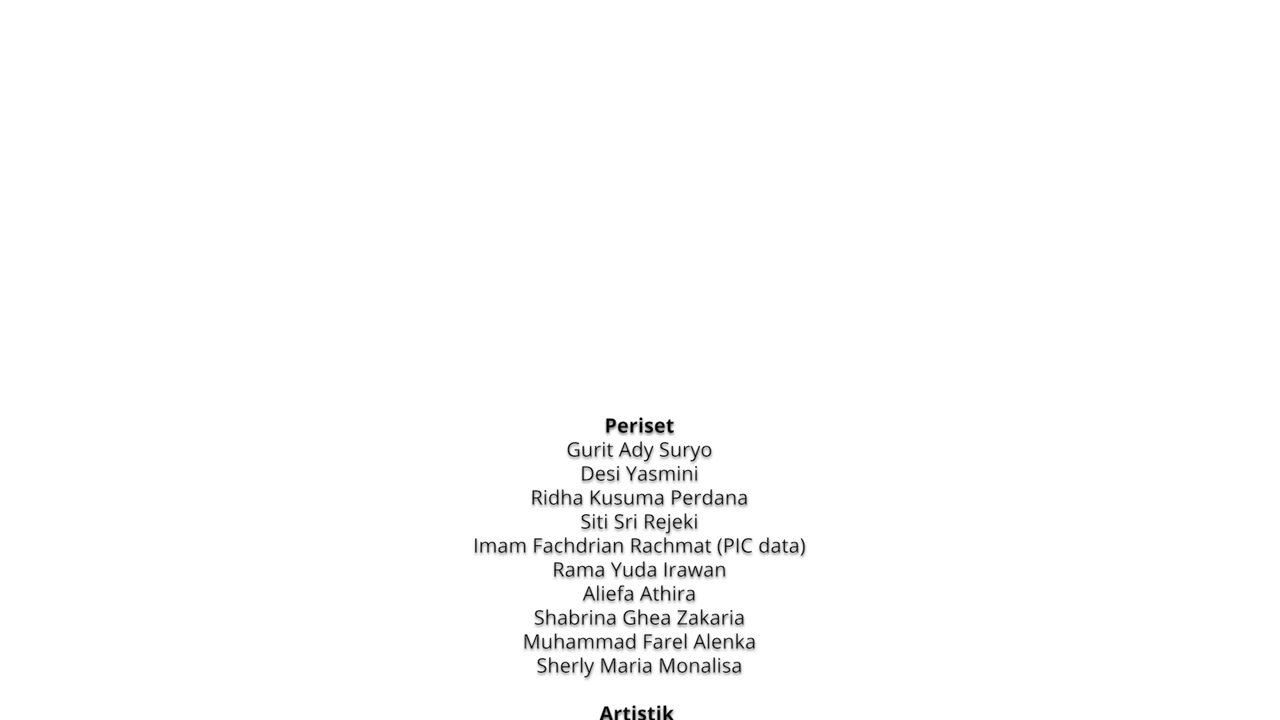 Periset
Gurit Ady Suryo
Desi Yasmini
Ridha Kusuma Perdana
Siti Sri Rejeki
Imam Fachdrian Rachmat (PIC data)
Rama Yuda Irawan
Aliefa Athira
Shabrina Ghea Zakaria
Muhammad Farel Alenka
Sherly Maria Monalisa
Artistik